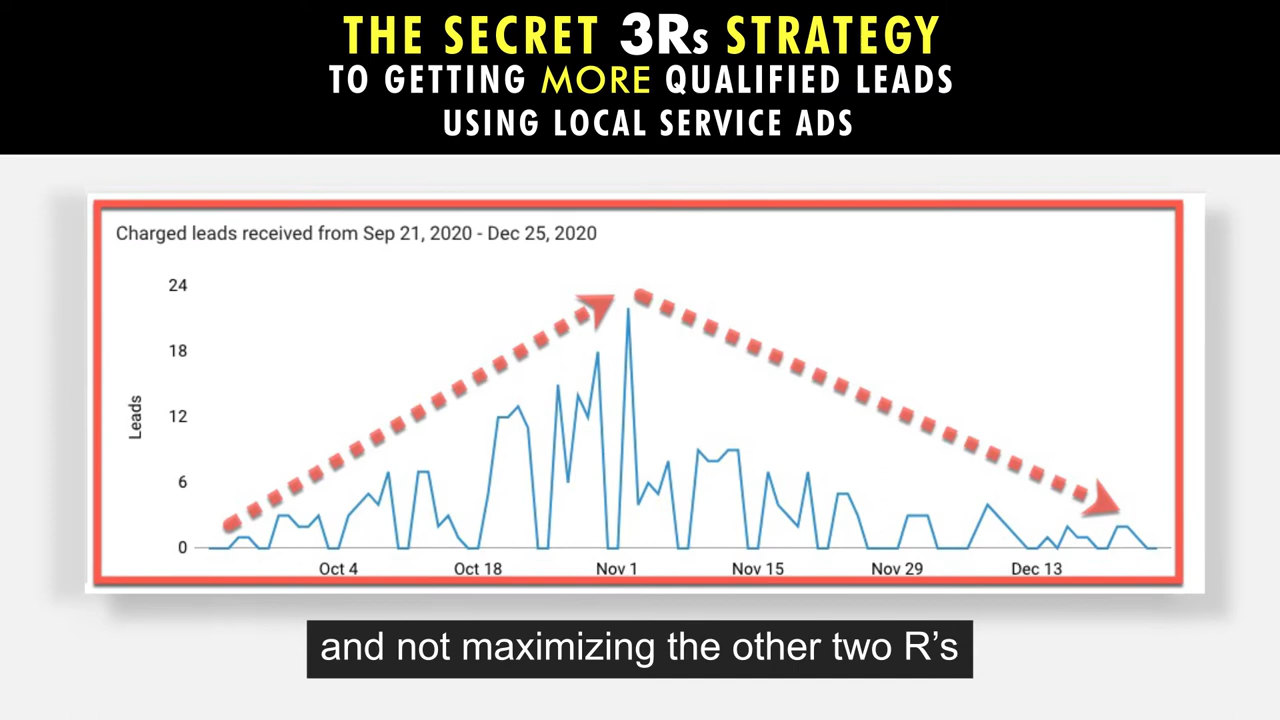 THE SECRET 3Rs STRATEGY
TO GETTING MORE QUALIFIED LEADS
USING LOCAL SERVICE ADS
Charged leads received from Sep 21, 2020 - Dec 25, 2020
24
18
12
6
0
Leads
Oct 4 Oct 18 Nov 1 Nov 15 Nov 29 Dec 13
and not maximizing the other two R’s